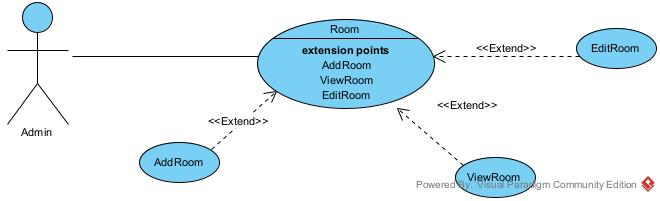 Room
extension points
AddRoom
ViewRoom
EditRoom
<<Extend>>
EditRoom
<<Extend>>
<<Extend>>
Admin
AddRoom
ViewRoom
Powered By: Visual Paradigm Community Edition